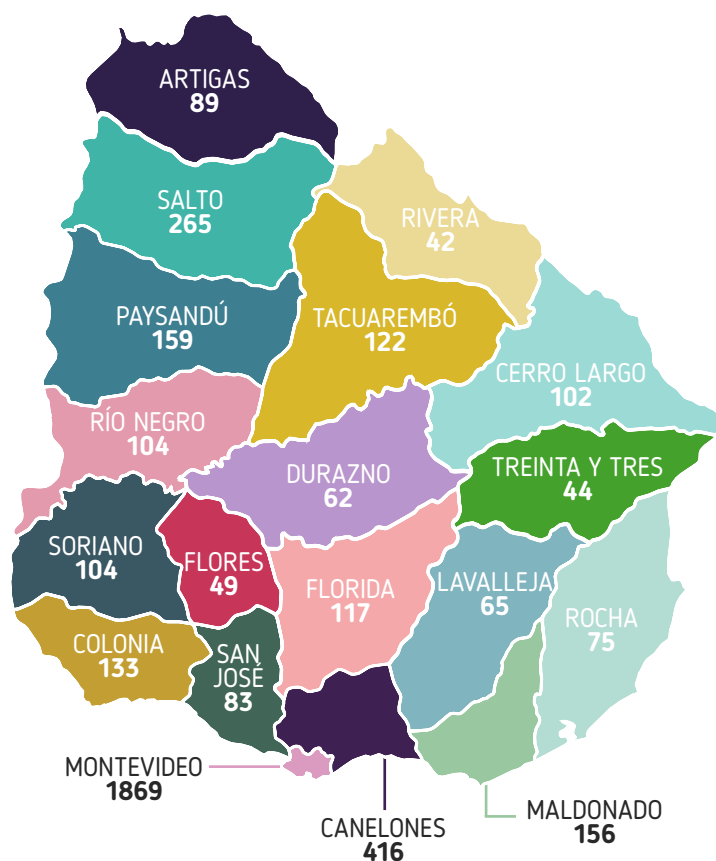 ARTIGAS
89
SALTO
265
RIVERA
42
PAYSANDÚ
159
TACUAREMBÓ
122
CERRO LARGO
102
RÍO NEGRO
104
DURAZNO
62
TREINTA Y TRES
44
SORIANO
104
FLORES
49
FLORIDA
117
LAVALLEJA
65
ROCHA
75
COLONIA
133
SAN
JOSÉ
83
MONTEVIDEO
1869
CANELONES
416
MALDONADO
156